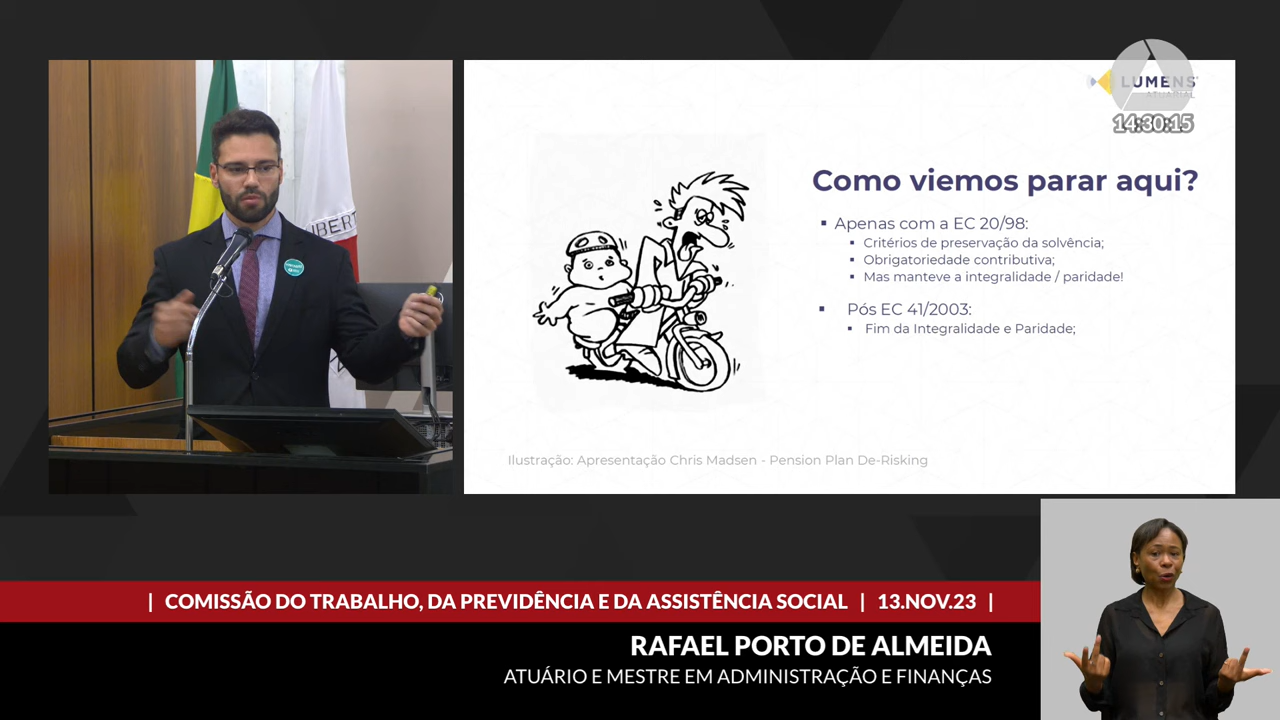 LUMENS
ATUARIAL
14:30:15
Como viemos parar aqui?
▪ Apenas com a EC 20/98:
▪ Critérios de preservação da solvência;
▪ Obrigatoriedade contributiva;
▪ Mas manteve a integralidade / paridade!
▪ Pós EC 41/2003:
▪ Fim da Integralidade e Paridade;
Ilustração: Apresentação Chris Madsen - Pension Plan De-Risking
| COMISSÃO DO TRABALHO, DA PREVIDÊNCIA E DA ASSISTÊNCIA SOCIAL | 13.NOV.23 |
RAFAEL PORTO DE ALMEIDA
ATUÁRIO E MESTRE EM ADMINISTRAÇÃO E FINANÇAS